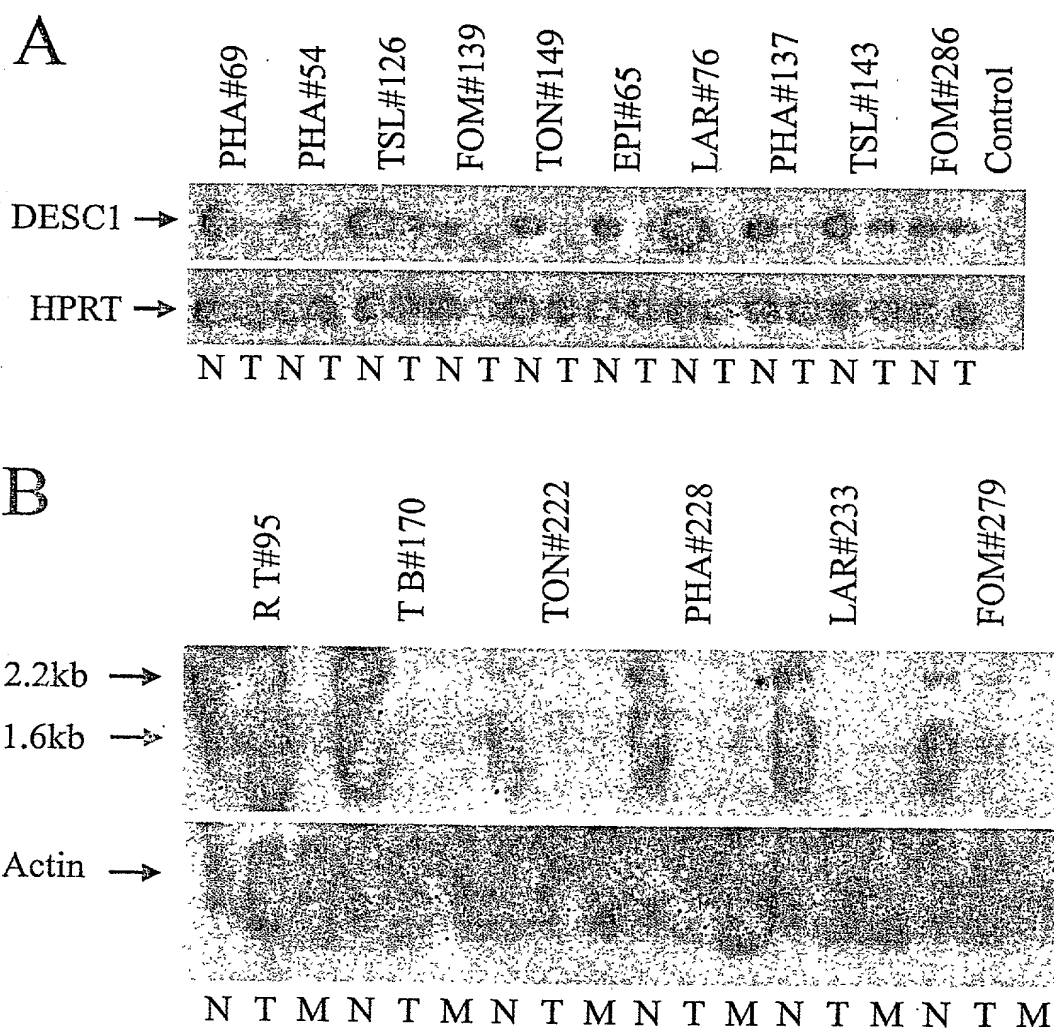 A
PHA#69 PHA#54 TSL#126 FOM#139 TON#149 EPI#65 LAR#76 PHA#137 TSL#143 FOM#286 Control
DESC1
HPRT
N T N T N T N T N T N T N T N T N T N T
B
R T#95 T B#170 TON#222 PHA#228 LAR#233 FOM#279
2.2kb
1.6kb
Actin
N T M N T M N T M N T M N T M N T M